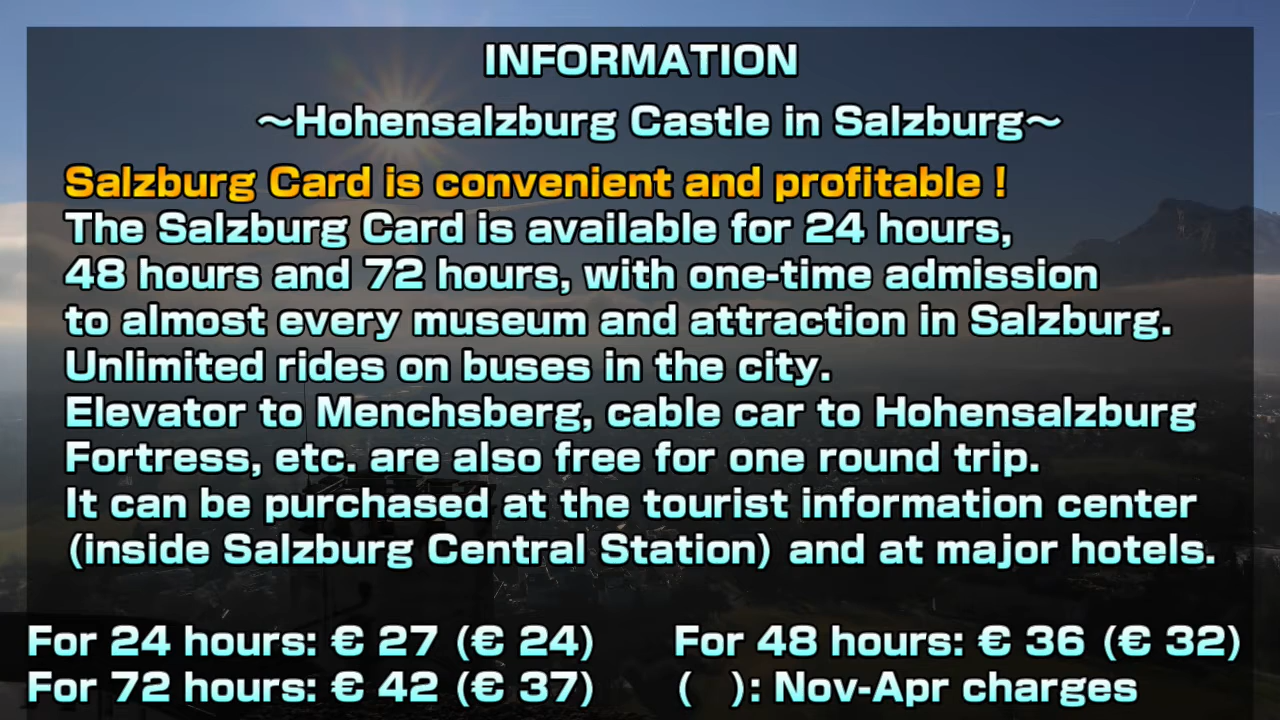 INFORMATION
～Hohensalzburg Castle in Salzburg～
Salzburg Card is convenient and profitable !
The Salzburg Card is available for 24 hours,
48 hours and 72 hours, with one-time admission
to almost every museum and attraction in Salzburg.
Unlimited rides on buses in the city.
Elevator to Menchsberg, cable car to Hohensalzburg
Fortress, etc. are also free for one round trip.
It can be purchased at the tourist information center
(inside Salzburg Central Station) and at major hotels.
For 24 hours: € 27 (€ 24) For 48 hours: € 36 (€ 32)
For 72 hours: € 42 (€ 37) ( ): Nov-Apr charges